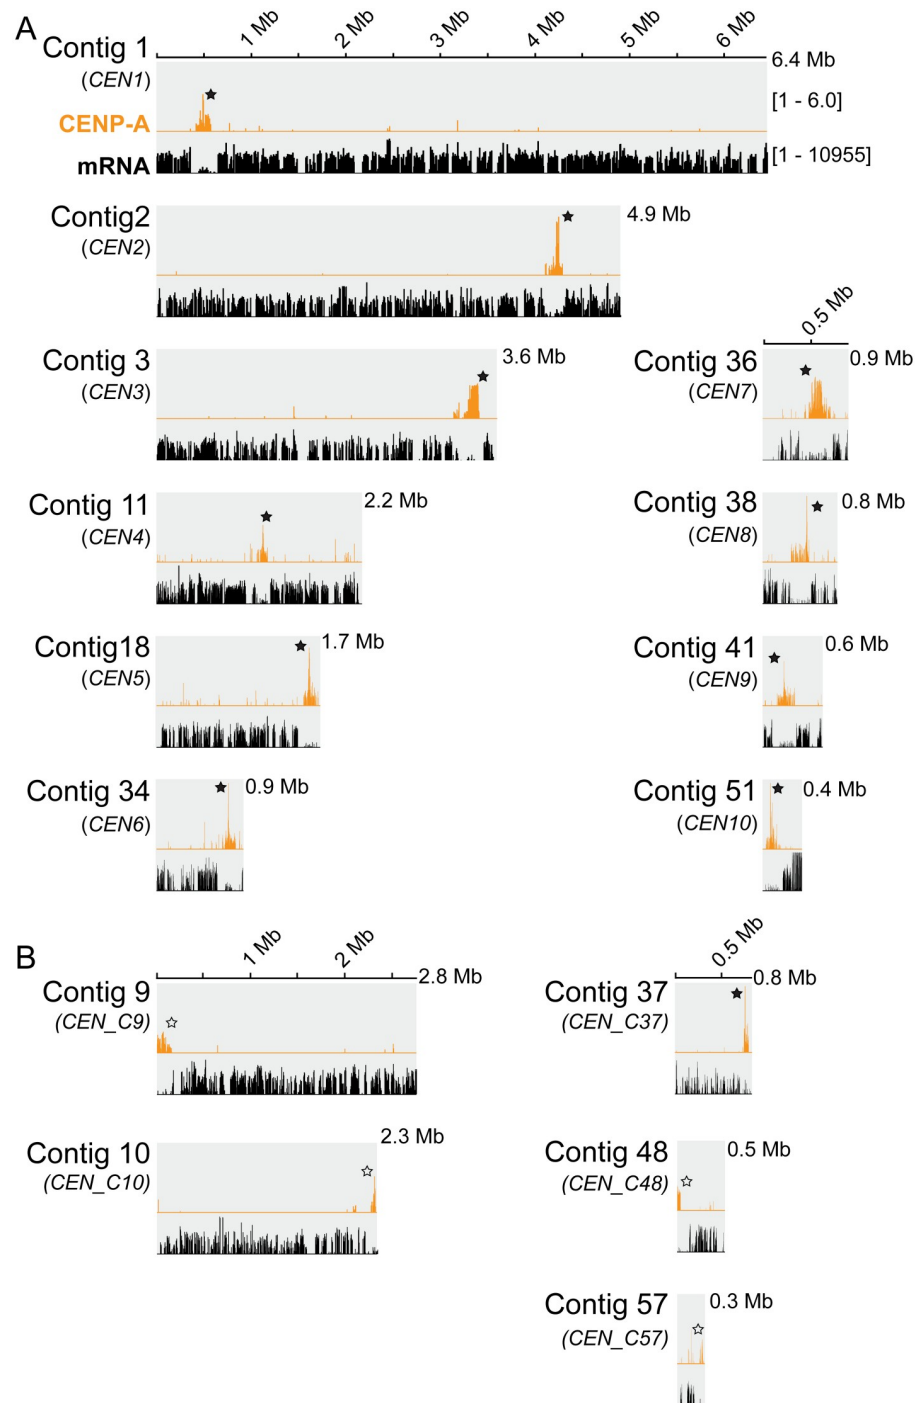 A
1 Mb
2 Mb
3 Mb
4 Mb
5 Mb
6 Mb
Contig 1
(CEN1)
6.4 Mb
CENP-A
[1 - 6.0]
mRNA
[1 - 10955]
Contig2
(CEN2)
4.9 Mb
Contig 3
(CEN3)
3.6 Mb
0.5 Mb
Contig 36
(CEN7)
0.9 Mb
Contig 11
(CEN4)
2.2 Mb
Contig 38
(CEN8)
0.8 Mb
Contig18
(CEN5)
1.7 Mb
Contig 41
(CEN9)
0.6 Mb
Contig 34
(CEN6)
0.9 Mb
Contig 51
(CEN10)
0.4 Mb
B
1 Mb
2 Mb
Contig 9
(CEN_C9)
2.8 Mb
0.5 Mb
Contig 37
(CEN_C37)
0.8 Mb
Contig 10
(CEN_C10)
2.3 Mb
Contig 48
(CEN_C48)
0.5 Mb
Contig 57
(CEN_C57)
0.3 Mb